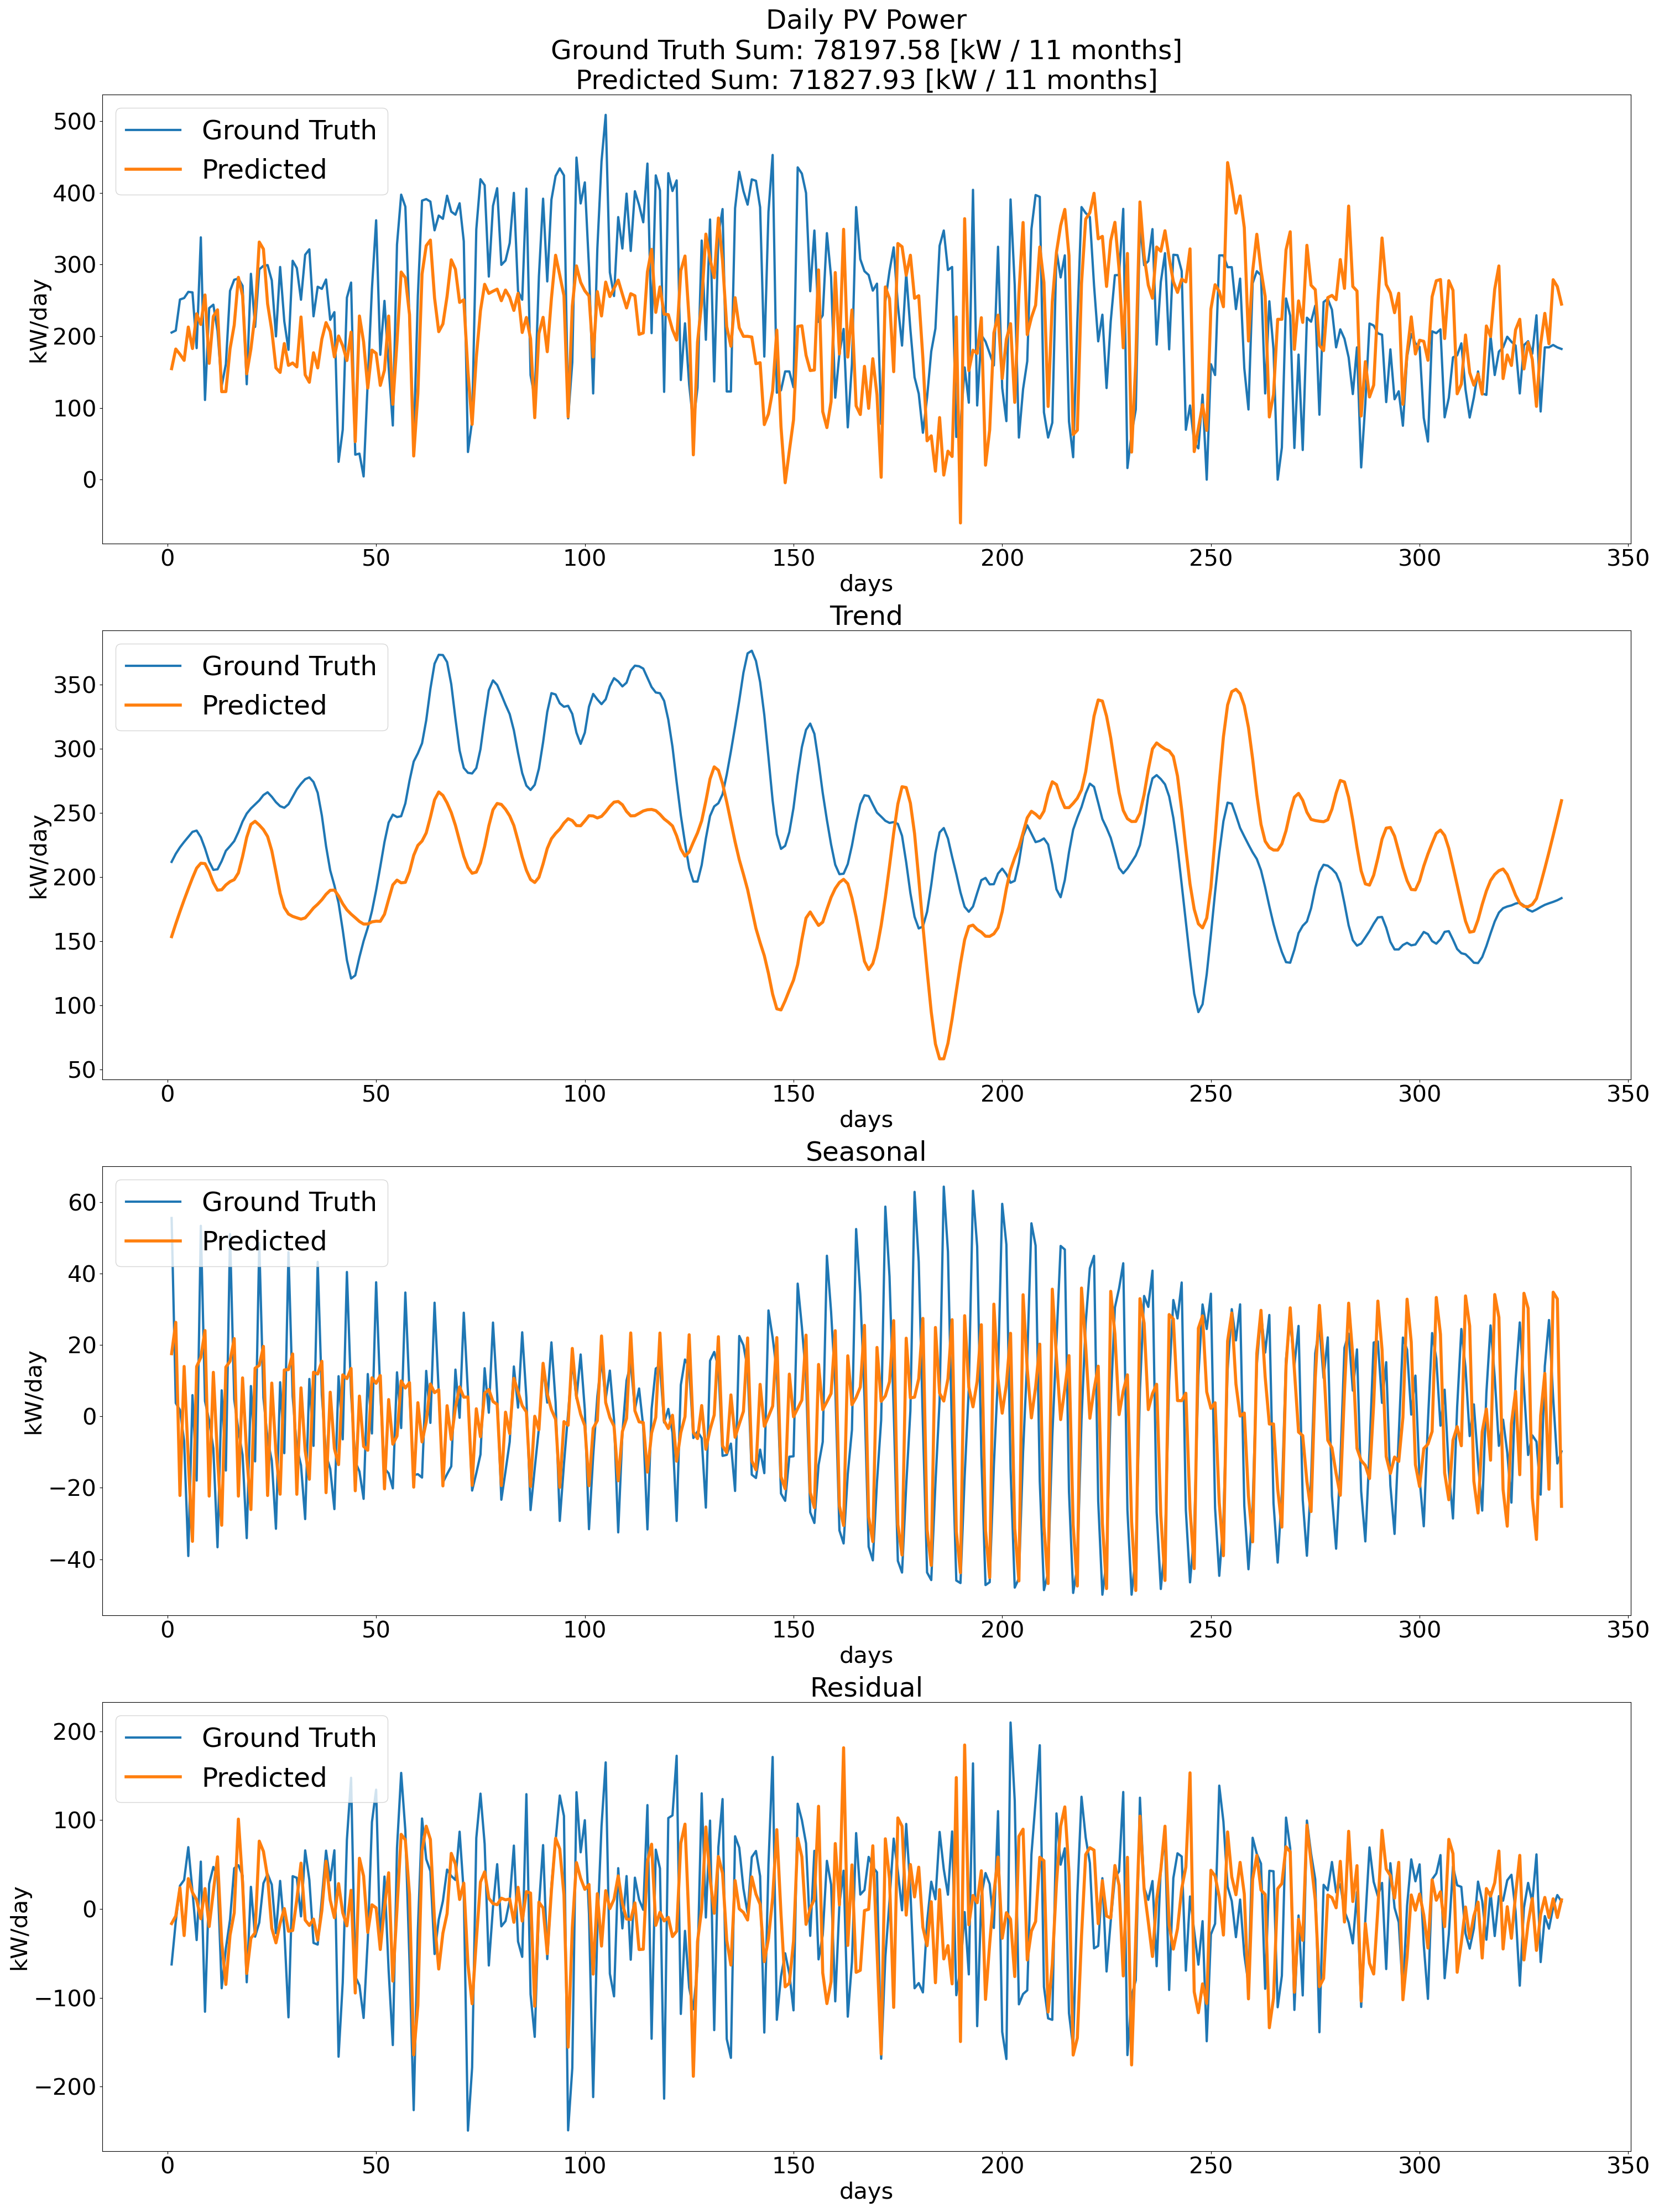 Daily PV Power
Ground Truth Sum: 78197.58 [kW / 11 months]
Predicted Sum: 71827.93 [kW / 11 months]
Ground Truth
Predicted
kW/day
500
400
300
200
100
0
0 50 100 150 200 250 300 350
days
Trend
Ground Truth
Predicted
kW/day
350
300
250
200
150
100
50
0 50 100 150 200 250 300 350
days
Seasonal
Ground Truth
Predicted
kW/day
60
40
20
0
−20
−40
0 50 100 150 200 250 300 350
days
Residual
Ground Truth
Predicted
kW/day
200
100
0
−100
−200
0 50 100 150 200 250 300 350
days